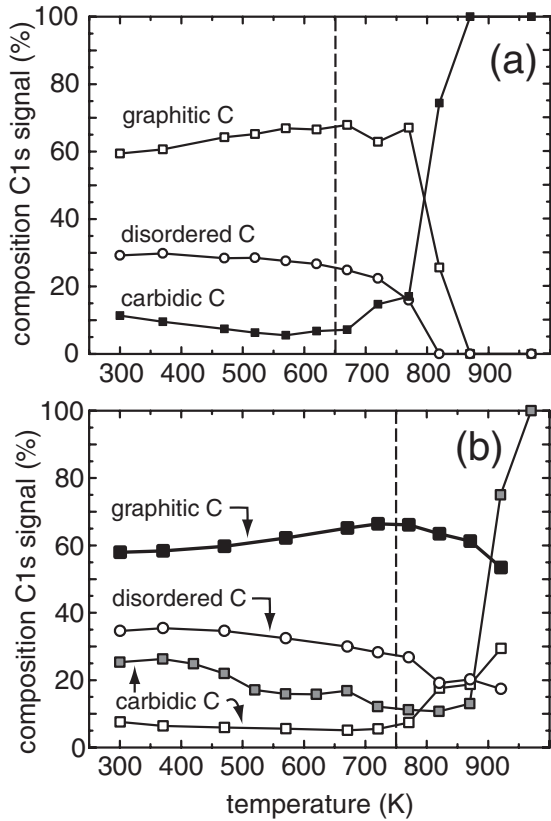 100
80
60
40
20
0
composition C1s signal (%)
(a)
graphitic C
disordered C
carbidic C
300 400 500 600 700 800 900
100
80
60
40
20
0
composition C1s signal (%)
(b)
graphitic C
disordered C
carbidic C
300 400 500 600 700 800 900
temperature (K)